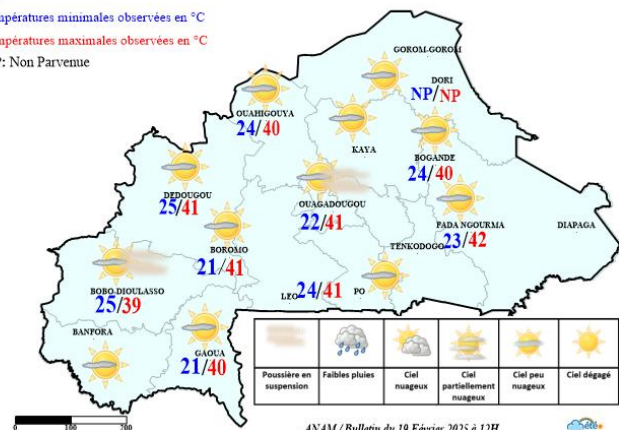 mpératures minimales observées en °C
mpératures maximales observées en °C
: Non Parvenue
GOROM-GOROM
DORI
NP/NP
OUAHIGOUYA
24/40
KAYA
BOGANDE
24/40
DEDOUGOU
25/41
OUAGADOUGOU
22/41
FADA NGOURMA
23/42
DIAPAGA
BOROMO
21/41
TENKODOGO
BOBO-DIOULASSO
25/39
LEO
24/41
PO
BANFORA
GAOUA
21/40
Poussière en suspension
Faibles pluies
Ciel nuageux
Ciel partiellement nuageux
Ciel peu nuageux
Ciel dégagé
100
200
ANAM / Bulletin du 19 Février 2025 à 12H